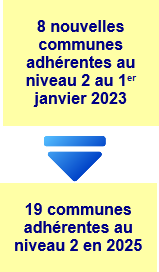 8 nouvelles
communes
adhérentes au
niveau 2 au 1er
janvier 2023
19 communes
adhérentes au
niveau 2 en 2025